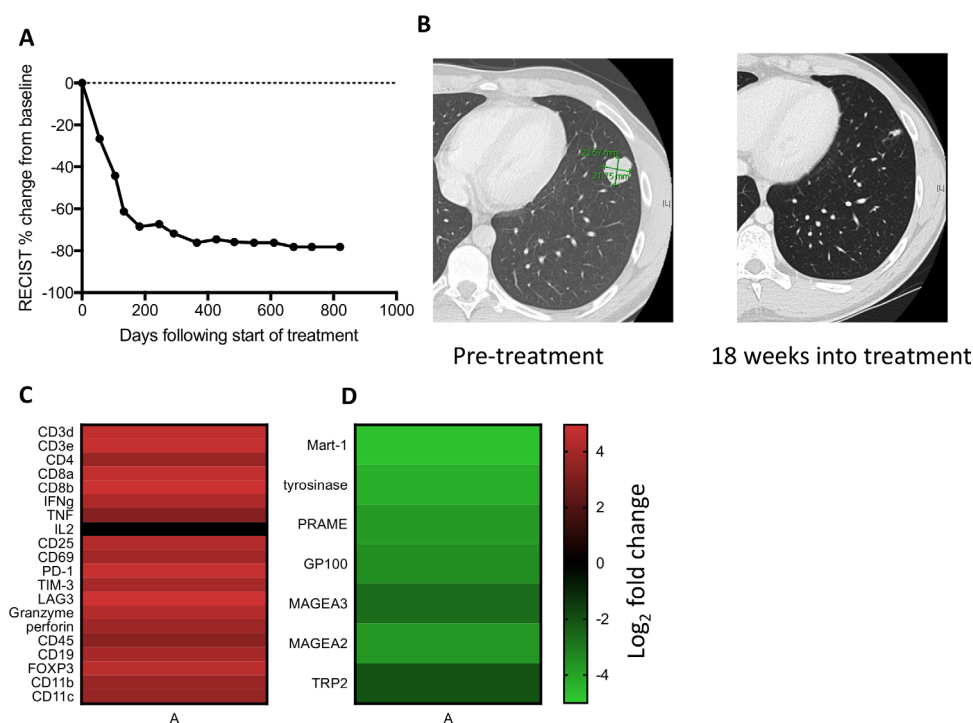 A
RECIST % change from baseline
0
-20
-40
-60
-80
-100
0
200
400
600
800
1000
Days following start of treatment
B
21.75 mm
(L)
Pre-treatment
(L)
18 weeks into treatment
C
CD3d
CD3e
CD4
CD8a
CD8b
IFNg
TNF
IL2
CD25
CD69
PD-1
TIM-3
LAG3
Granzyme
perforin
CD45
CD19
FOXP3
CD11b
CD11c
A
D
Mart-1
tyrosinase
PRAME
GP100
MAGEA3
MAGEA2
TRP2
A
4
2
0
-2
-4
Log2 fold change